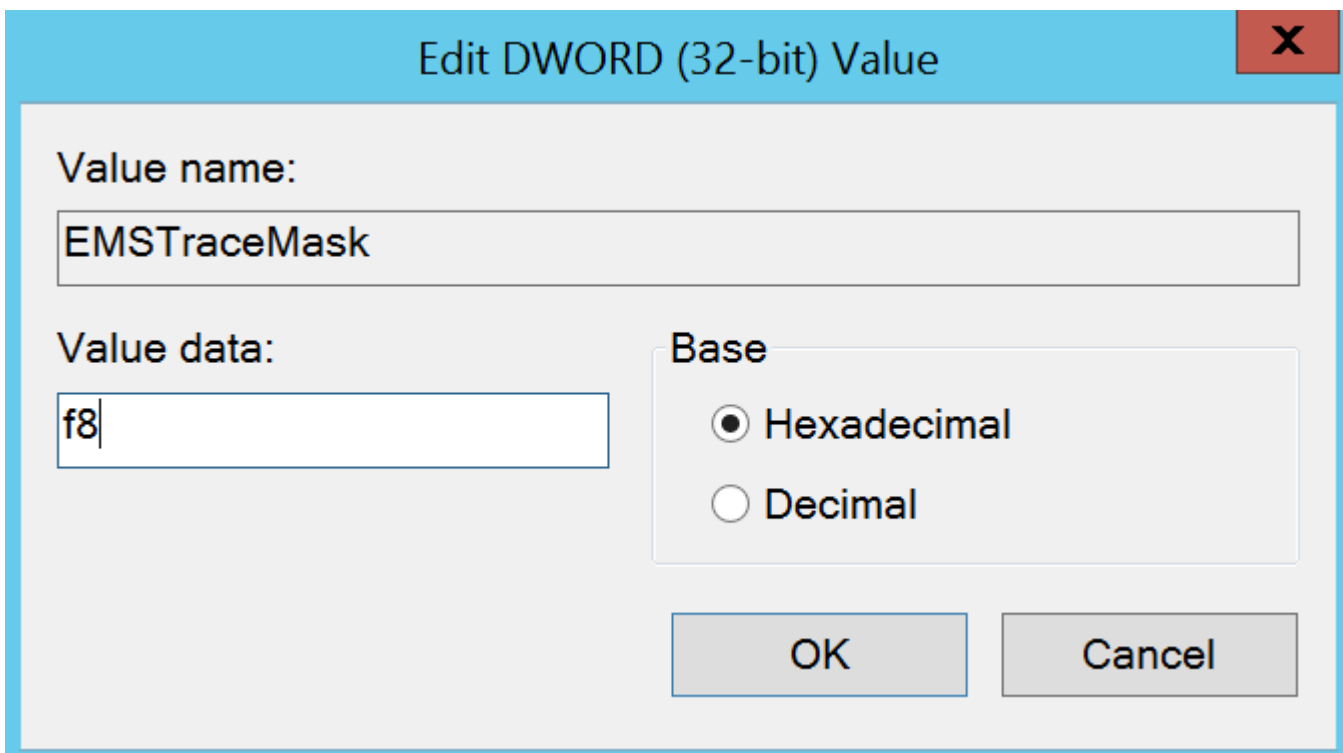 Edit DWORD (32-bit) Value
X
Value name:
EMSTraceMask
Value data:
f8
Base
Hexadecimal
Decimal
OK
Cancel